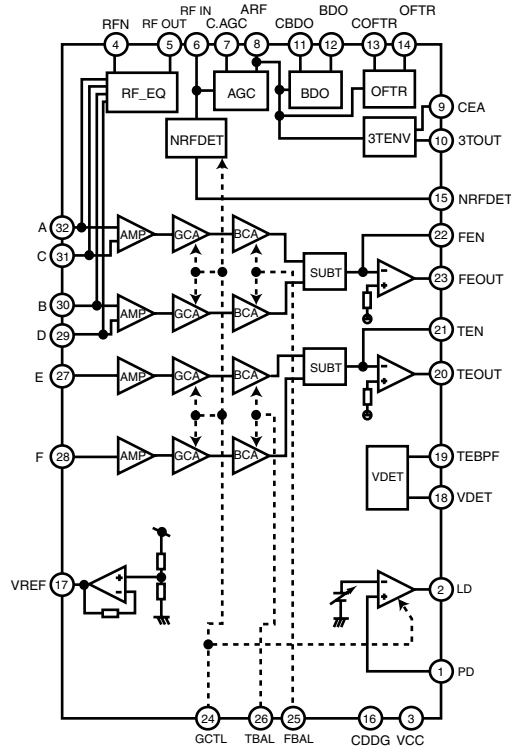 RFN RF OUT RF IN C.AGC ARF CBDO BDO COFTR OFTR
4 5 6 7 8 11 12 13 14
RF_EQ AGC BDO OFTR
9 CEA
NRFDET 3TENV
10 3TOUT
15 NRFDET
A 32 AMP GCA BCA
22 FEN
C 31
SUBT
- +
23 FEOUT
B 30
AMP GCA BCA
D 29
21 TEN
E 27 AMP GCA BCA
SUBT
- +
20 TEOUT
F 28 AMP GCA BCA
19 TEBPF
VDET
18 VDET
VREF 17
+ -
- +
2 LD
1 PD
24 26 25 16 3
GCTL TBAL FBAL CDDG VCC